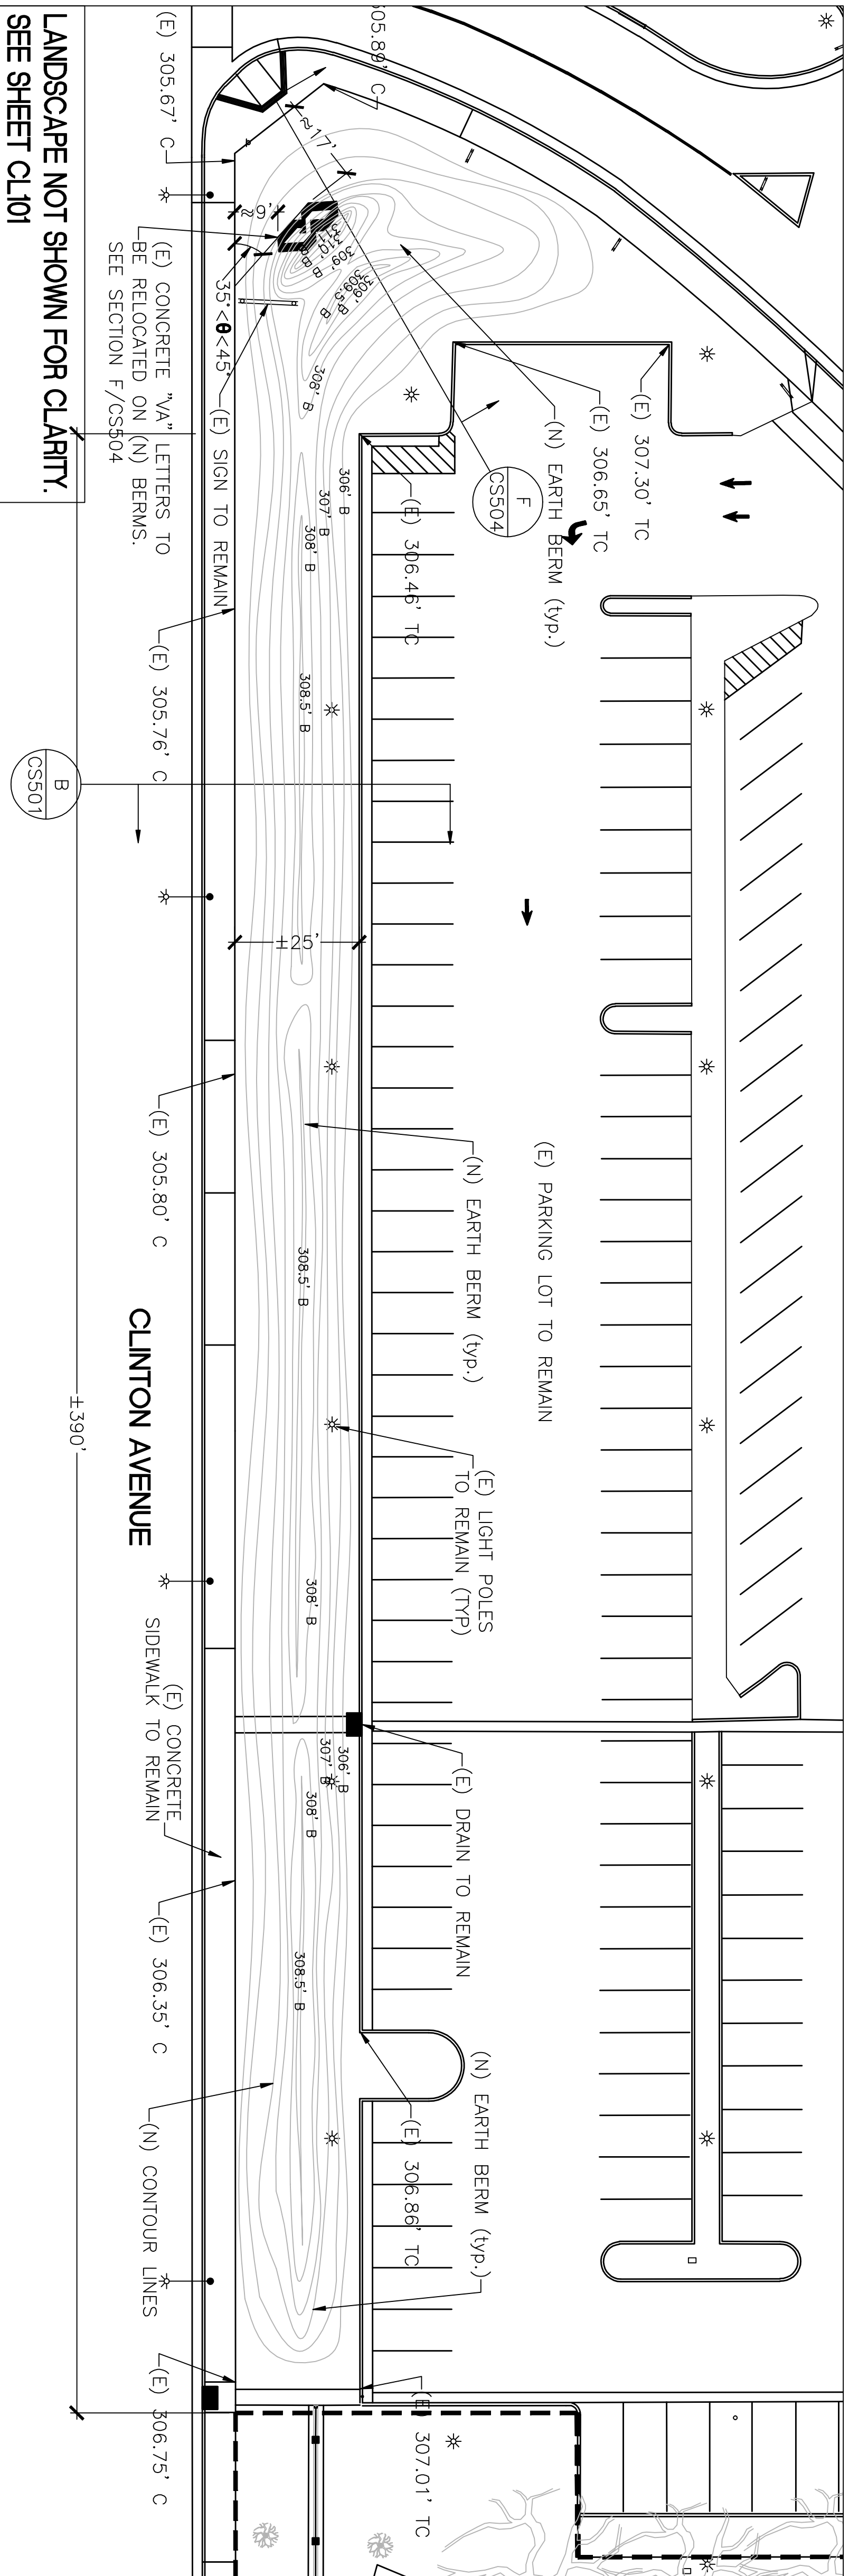 LANDSCAPE NOT SHOWN FOR CLARITY.
SEE SHEET CL101
(E) 305.67' C
305.89' C
≈17'
≈9'
35°<θ<45°
(E) CONCRETE "VA" LETTERS TO
BE RELOCATED ON (N) BERMS.
SEE SECTION F/CS504
(E) SIGN TO REMAIN
310' B
309' B
309.5' B
309' B
308' B
306' B
307' B
308' B
308.5' B
(E) 307.30' TC
(E) 306.65' TC
(N) EARTH BERM (typ.)
F
CS504
(E) 306.46' TC
(E) 305.76' C
B
CS501
±25'
(E) PARKING LOT TO REMAIN
(N) EARTH BERM (typ.)
(E) 305.80' C
308.5' B
CLINTON AVENUE
±390'
(E) LIGHT POLES
TO REMAIN (TYP)
308' B
(E) CONCRETE
SIDEWALK TO REMAIN
306' B
307' B
308' B
(E) DRAIN TO REMAIN
308.5' B
(E) 306.35' C
(N) EARTH BERM (typ.)
(E) 306.86' TC
(N) CONTOUR LINES
(E) 306.75' C
(E) 307.01' TC